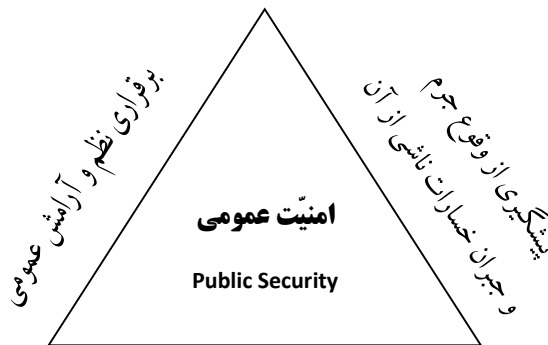 پیشگیری از وقوع جرم
و جبران خسارات ناشی از آن
برقراری نظم و آرامش عمومی
امنیّت عمومی
Public Security